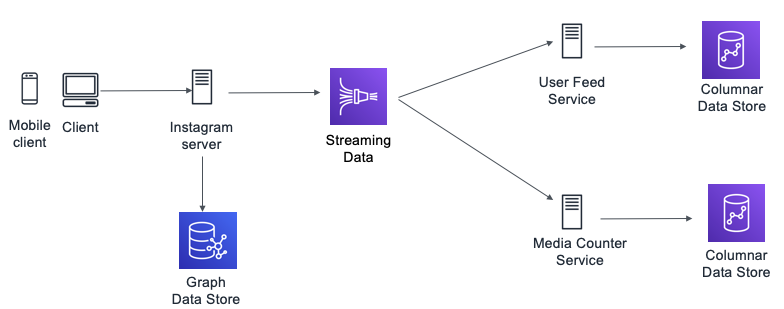 Mobile
client
Client
Instagram
server
Graph
Data Store
Streaming
Data
User Feed
Service
Columnar
Data Store
Media Counter
Service
Columnar
Data Store